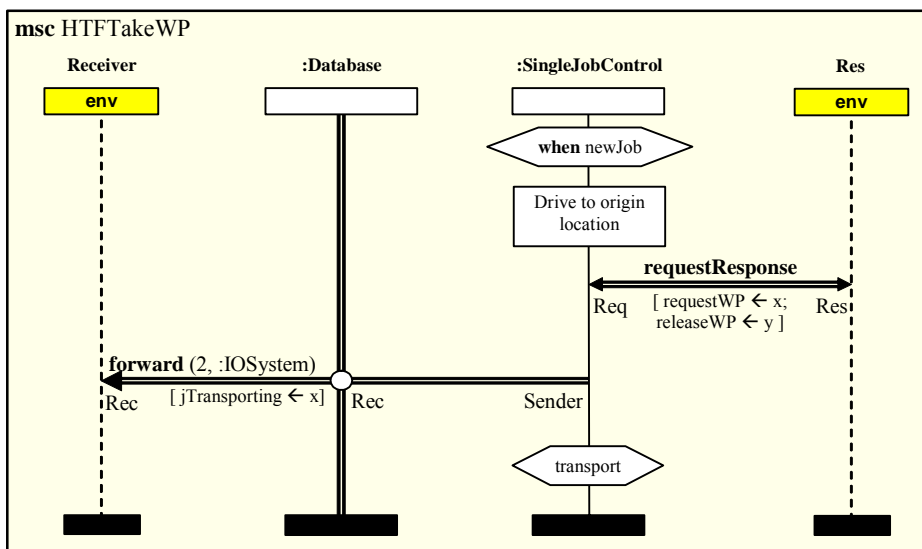 msc HTFTakeWP
Receiver :Database :SingleJobControl Res
env env
when newJob
Drive to origin
location
requestResponse
Req [ requestWP ← x; Res
releaseWP ← y ]
forward (2, :IOSystem)
Rec [ jTransporting ← x] Rec Sender
transport